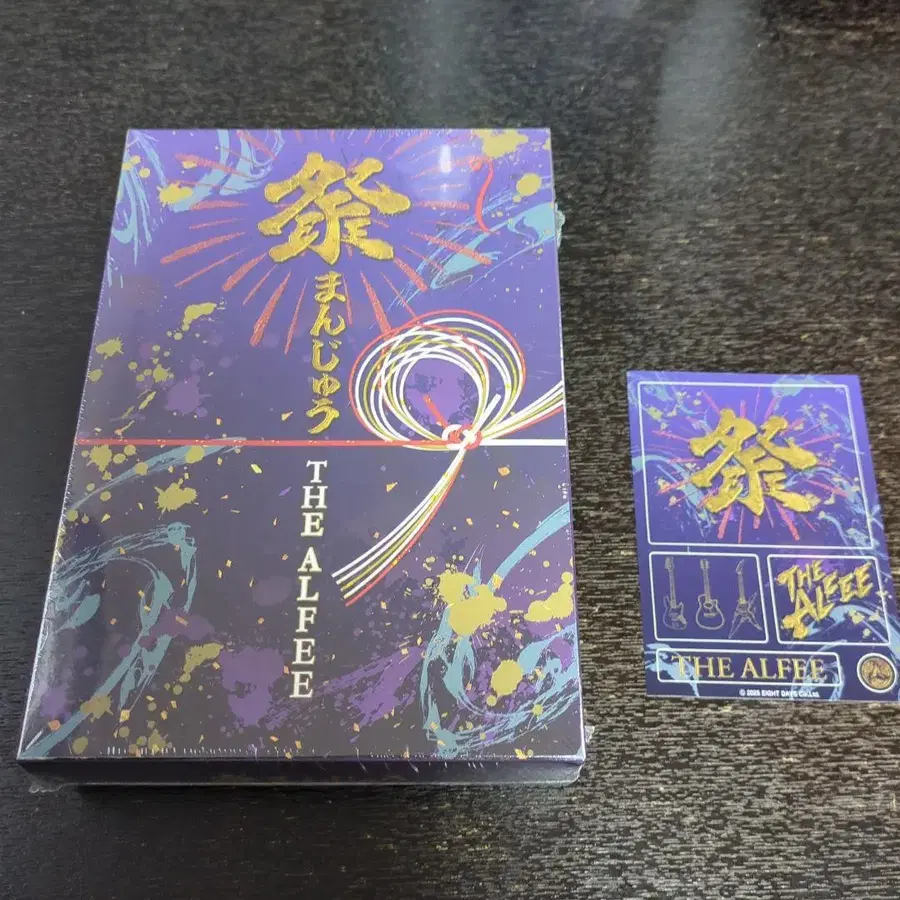 祭
まんじゅう
THE ALFEE
祭
THE ALFEE
THE ALFEE
© 2025 EIGHT DAYS Co.,Ltd.